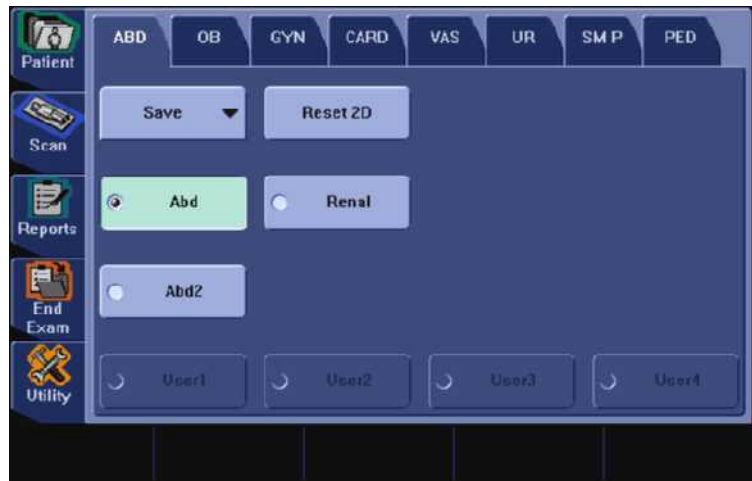 ABD OB GYN CARD VAS UR SM P PED
Patient
Save Reset 2D
Scan
Abd Renal
Reports
Abd2
End
Exam
User1 User2 User3 User4
Utility